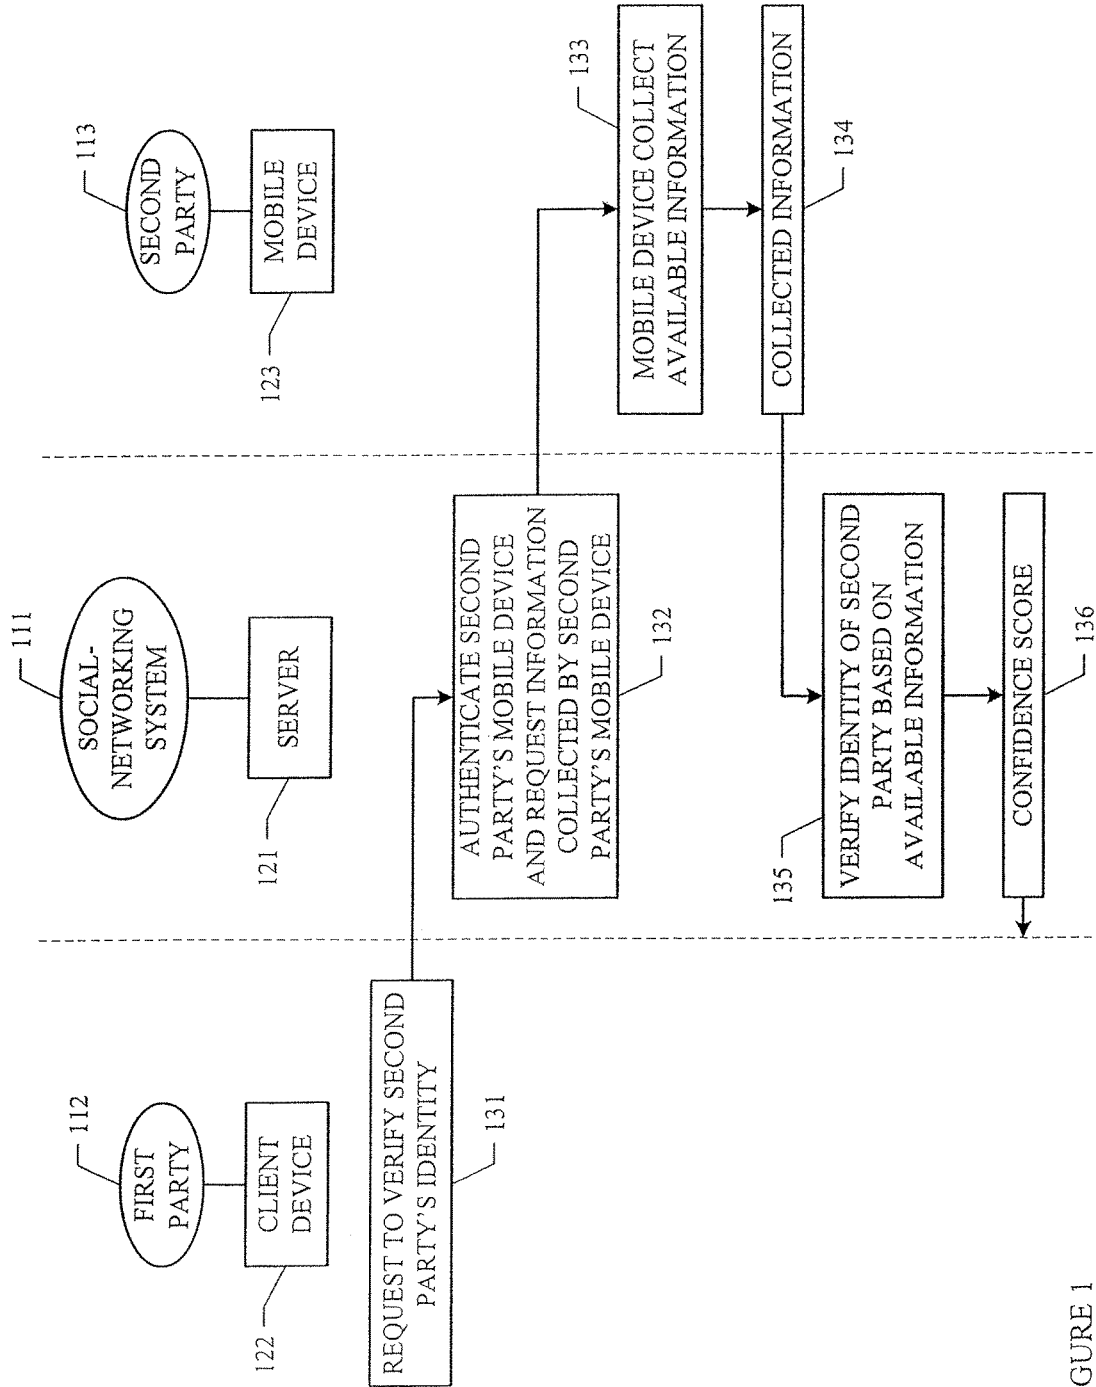 112
FIRST
PARTY
CLIENT
DEVICE
122
111
SOCIAL-
NETWORKING
SYSTEM
SERVER
121
113
SECOND
PARTY
MOBILE
DEVICE
123
REQUEST TO VERIFY SECOND
PARTY'S IDENTITY
131
AUTHENTICATE SECOND
PARTY'S MOBILE DEVICE
AND REQUEST INFORMATION
COLLECTED BY SECOND
PARTY'S MOBILE DEVICE
132
133
MOBILE DEVICE COLLECT
AVAILABLE INFORMATION
COLLECTED INFORMATION
134
135
VERIFY IDENTITY OF SECOND
PARTY BASED ON
AVAILABLE INFORMATION
CONFIDENCE SCORE
136
GURE 1